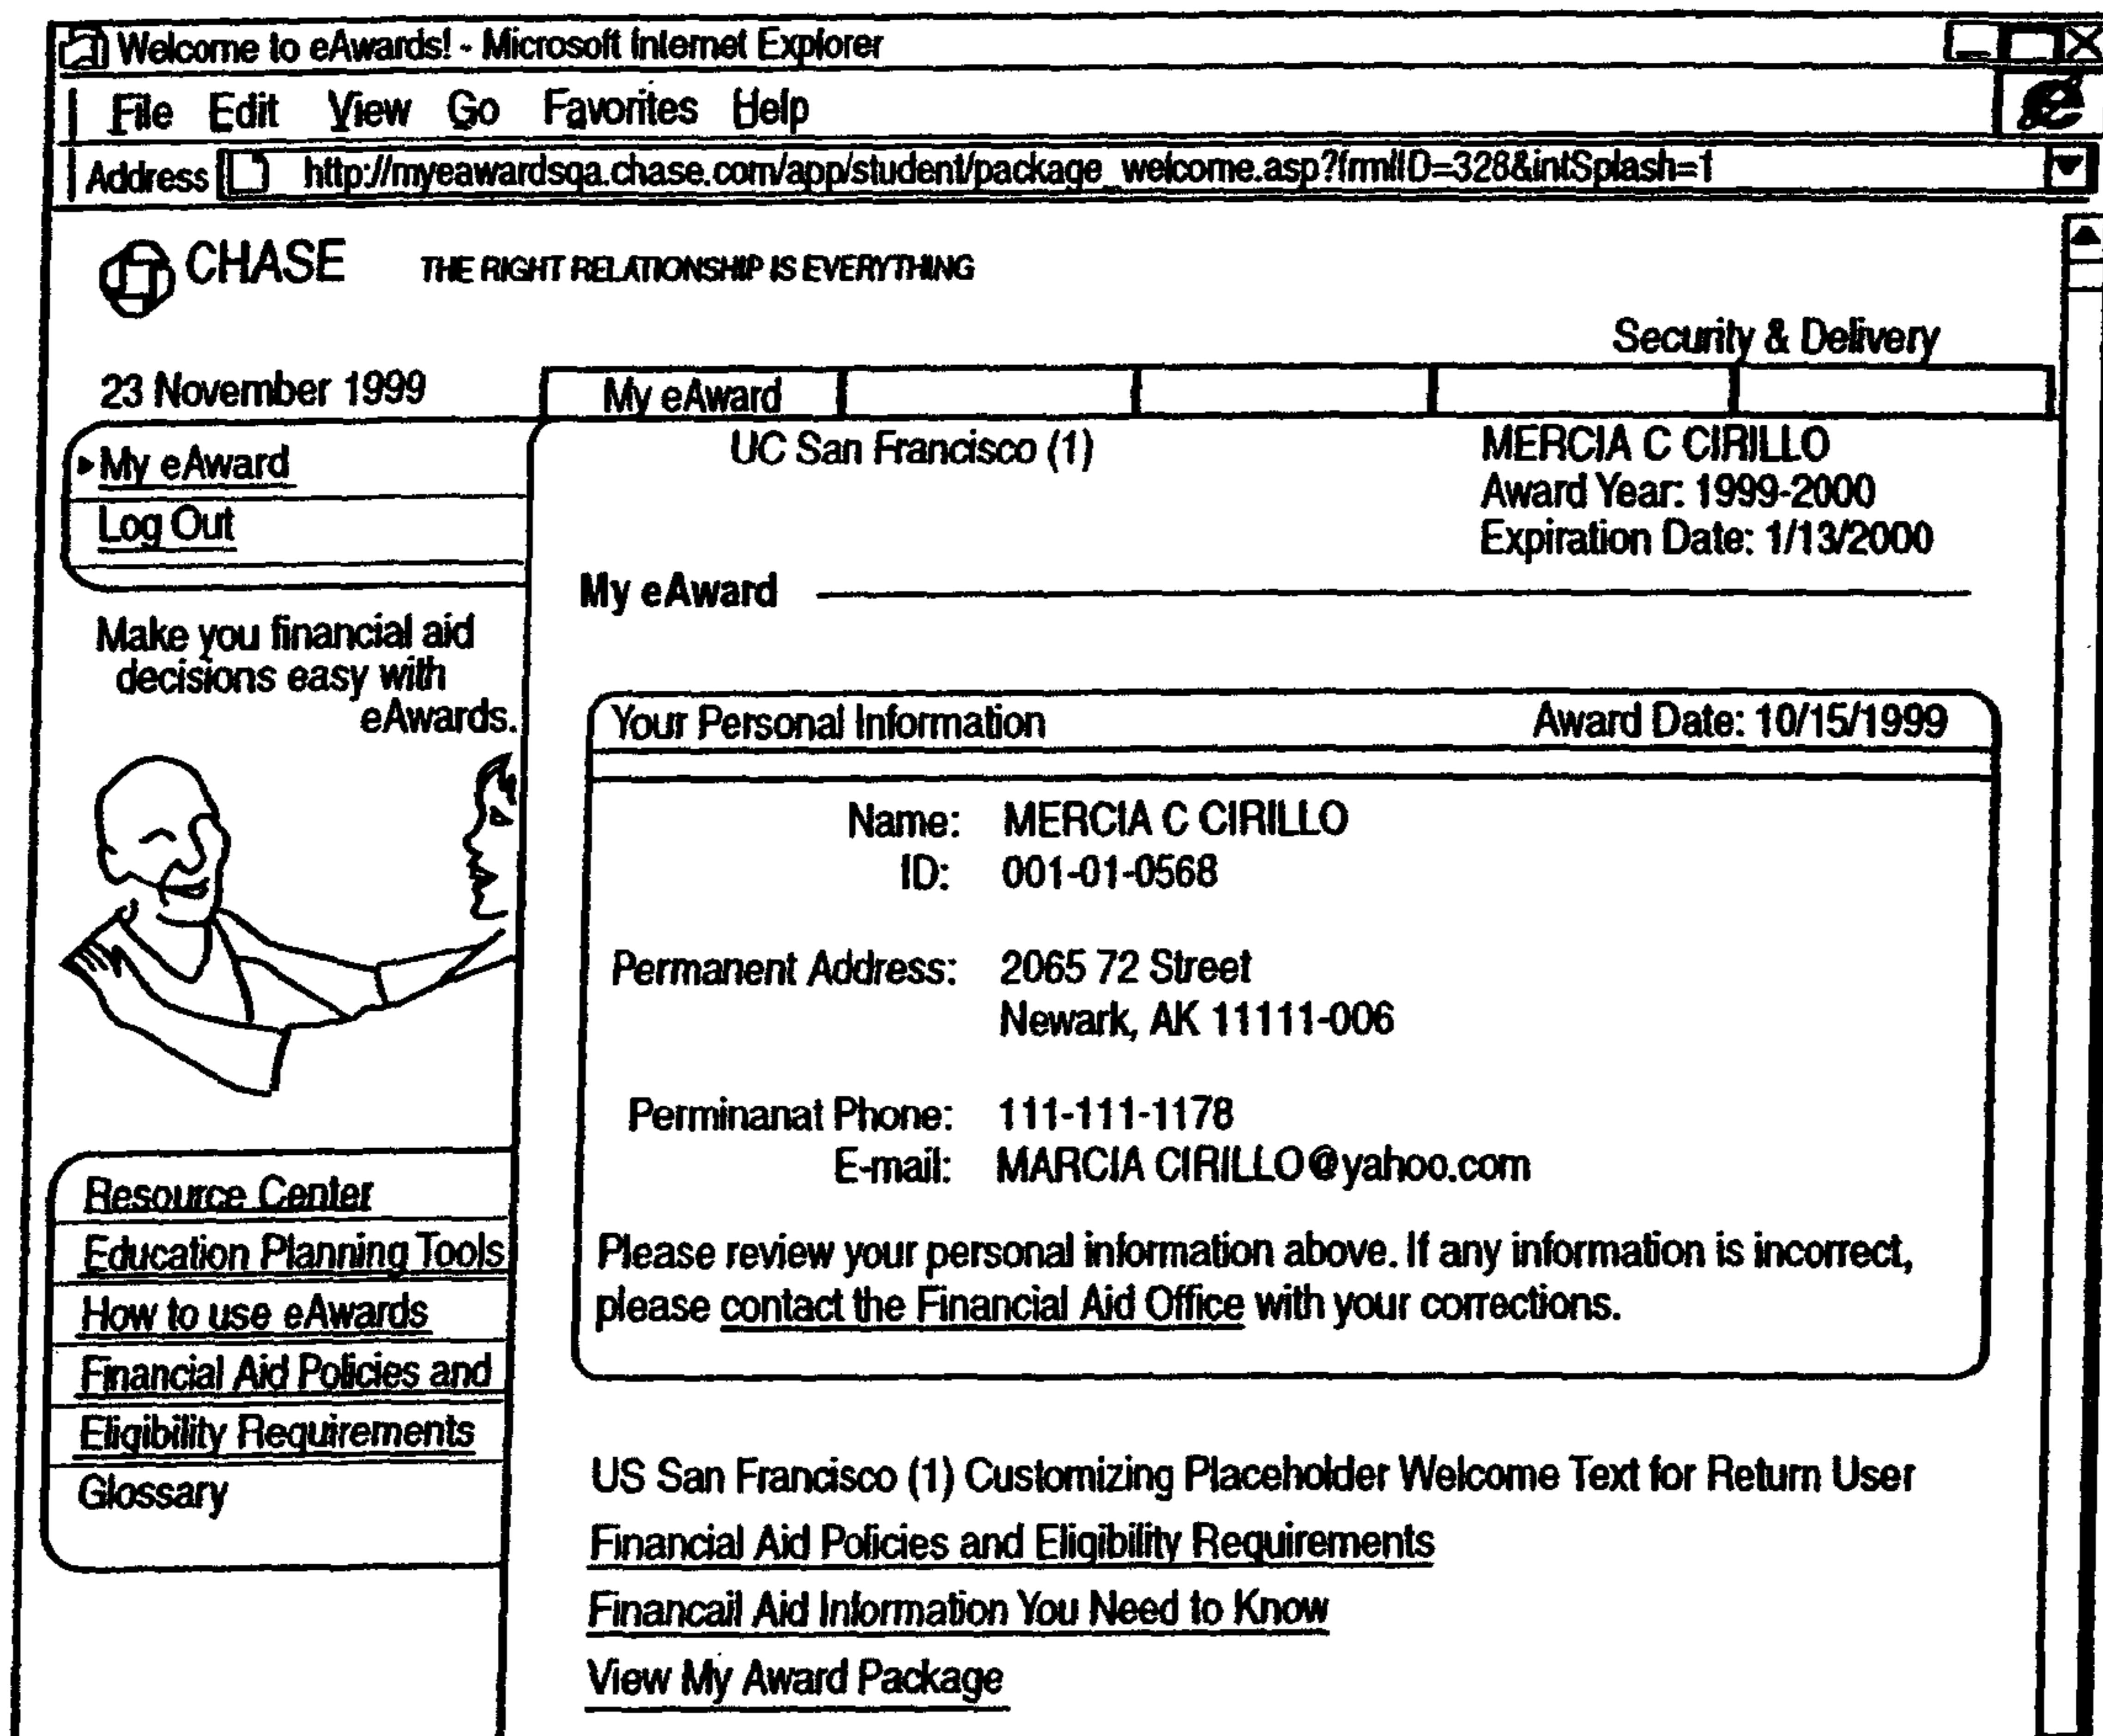 Welcome to eAwards! - Microsoft Internet Explorer
File Edit View Go Favorites Help
Address http://myeawardsqa.chase.com/app/student/package_welcome.asp?frmlID=328&intSplash=1
CHASE THE RIGHT RELATIONSHIP IS EVERYTHING
Security & Delivery
23 November 1999
My eAward
My eAward
Log Out
Make you financial aid
decisions easy with
eAwards.
Resource Center
Education Planning Tools
How to use eAwards
Financial Aid Policies and
Eligibility Requirements
Glossary
UC San Francisco (1)
MERCIA C CIRILLO
Award Year: 1999-2000
Expiration Date: 1/13/2000
My eAward
Your Personal Information Award Date: 10/15/1999
Name: MERCIA C CIRILLO
ID: 001-01-0568
Permanent Address: 2065 72 Street
Newark, AK 11111-006
Perminanat Phone: 111-111-1178
E-mail: MARCIA CIRILLO@yahoo.com
Please review your personal information above. If any information is incorrect,
please contact the Financial Aid Office with your corrections.
US San Francisco (1) Customizing Placeholder Welcome Text for Return User
Financial Aid Policies and Eligibility Requirements
Financail Aid Information You Need to Know
View My Award Package